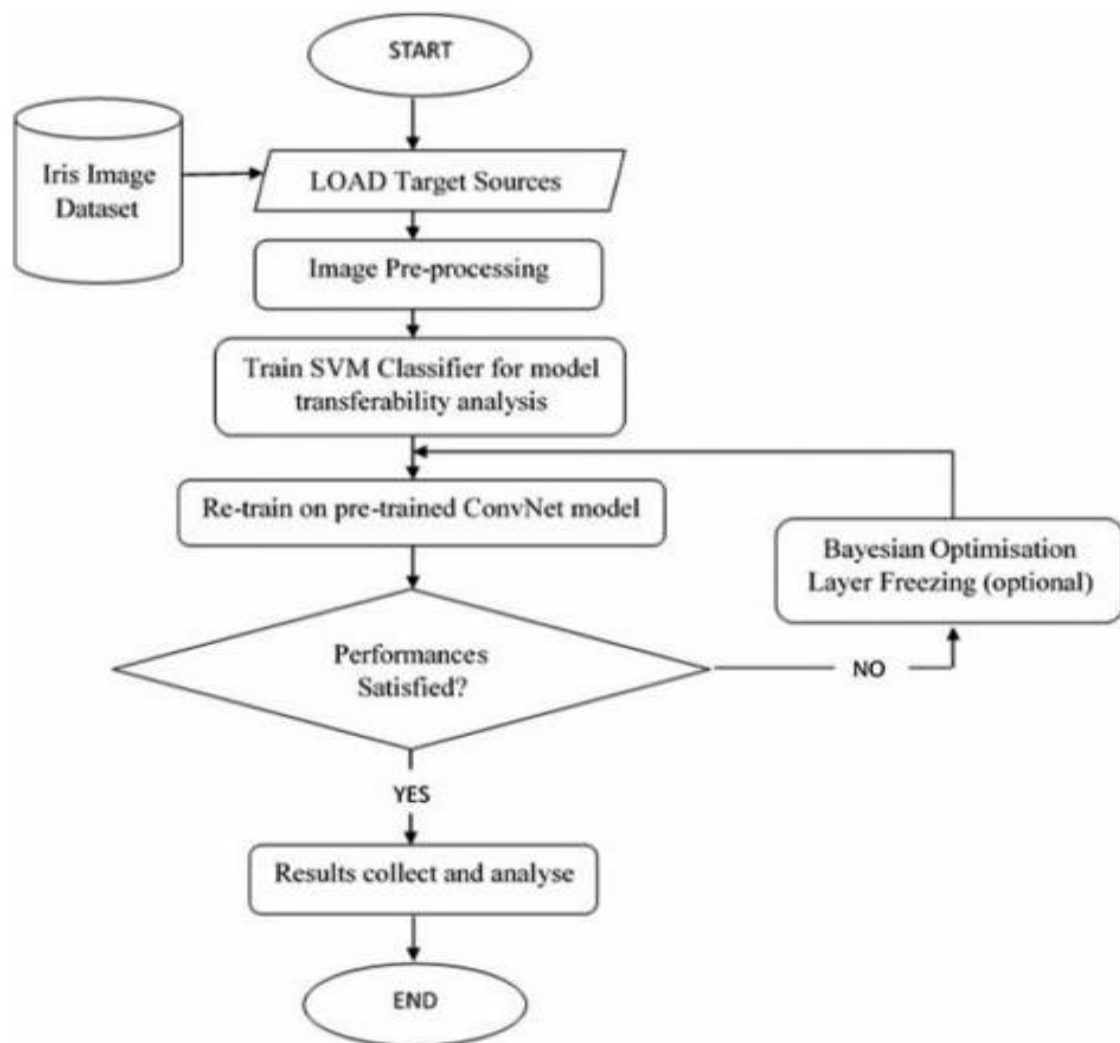 START
Iris Image
Dataset
LOAD Target Sources
Image Pre-processing
Train SVM Classifier for model
transferability analysis
Re-train on pre-trained ConvNet model
Bayesian Optimisation
Layer Freezing (optional)
Performances
Satisfied?
NO
YES
Results collect and analyse
END